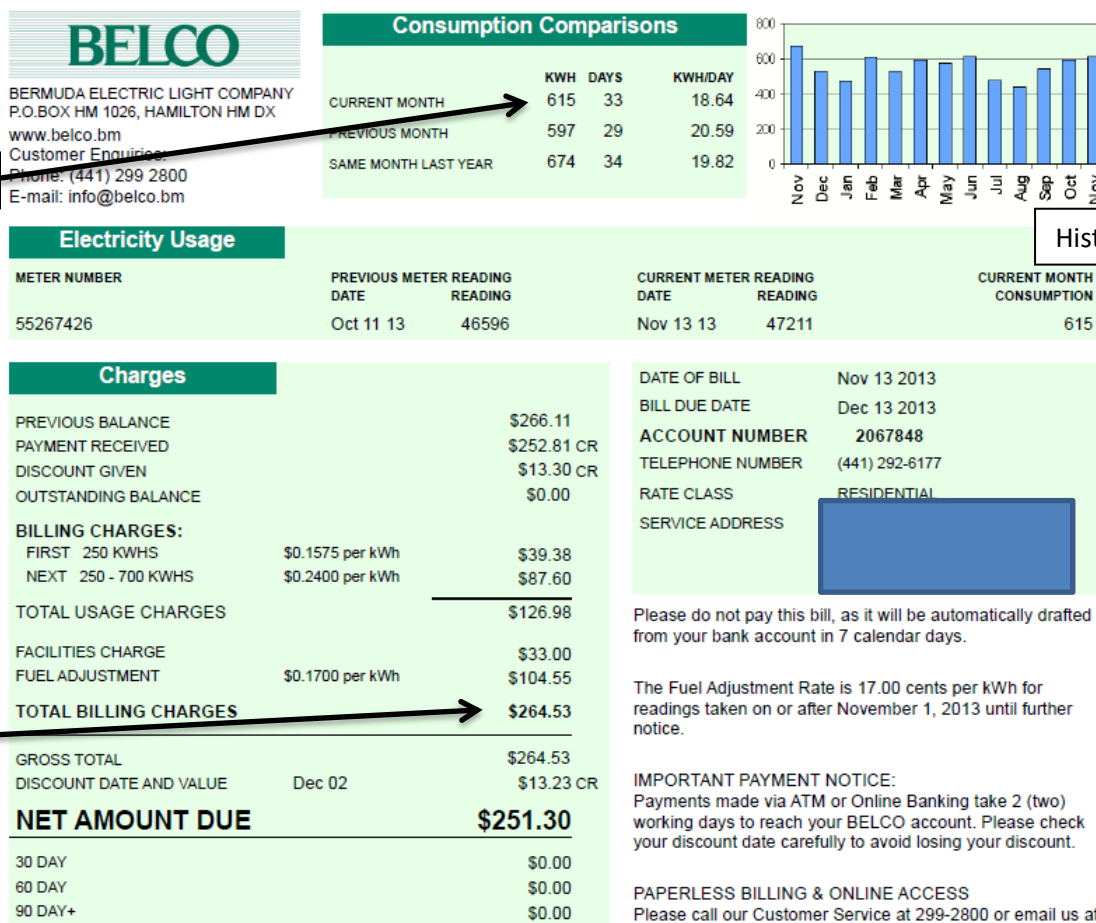 BELCO
BERMUDA ELECTRIC LIGHT COMPANY
P.O.BOX HM 1026, HAMILTON HM DX
www.belco.bm
Customer Enquiries:
Phone: (441) 299 2800
E-mail: info@belco.bm
Consumption Comparisons
KWH DAYS KWH/DAY
CURRENT MONTH 615 33 18.64
PREVIOUS MONTH 597 29 20.59
SAME MONTH LAST YEAR 674 34 19.82
800
600
400
200
0
Nov Dec Jan Feb Mar Apr May Jun Jul Aug Sep Oct Nov
Hist
Electricity Usage
METER NUMBER PREVIOUS METER READING CURRENT METER READING CURRENT MONTH
DATE READING DATE READING CONSUMPTION
55267426 Oct 11 13 46596 Nov 13 13 47211 615
Charges
PREVIOUS BALANCE $266.11
PAYMENT RECEIVED $252.81 CR
DISCOUNT GIVEN $13.30 CR
OUTSTANDING BALANCE $0.00
BILLING CHARGES:
FIRST 250 KWHS $0.1575 per kWh $39.38
NEXT 250 - 700 KWHS $0.2400 per kWh $87.60
TOTAL USAGE CHARGES $126.98
FACILITIES CHARGE $33.00
FUEL ADJUSTMENT $0.1700 per kWh $104.55
TOTAL BILLING CHARGES $264.53
GROSS TOTAL $264.53
DISCOUNT DATE AND VALUE Dec 02 $13.23 CR
NET AMOUNT DUE $251.30
30 DAY $0.00
60 DAY $0.00
90 DAY+ $0.00
DATE OF BILL Nov 13 2013
BILL DUE DATE Dec 13 2013
ACCOUNT NUMBER 2067848
TELEPHONE NUMBER (441) 292-6177
RATE CLASS RESIDENTIAL
SERVICE ADDRESS
Please do not pay this bill, as it will be automatically drafted
from your bank account in 7 calendar days.
The Fuel Adjustment Rate is 17.00 cents per kWh for
readings taken on or after November 1, 2013 until further
notice.
IMPORTANT PAYMENT NOTICE:
Payments made via ATM or Online Banking take 2 (two)
working days to reach your BELCO account. Please check
your discount date carefully to avoid losing your discount.
PAPERLESS BILLING & ONLINE ACCESS
Please call our Customer Service at 299-2800 or email us at